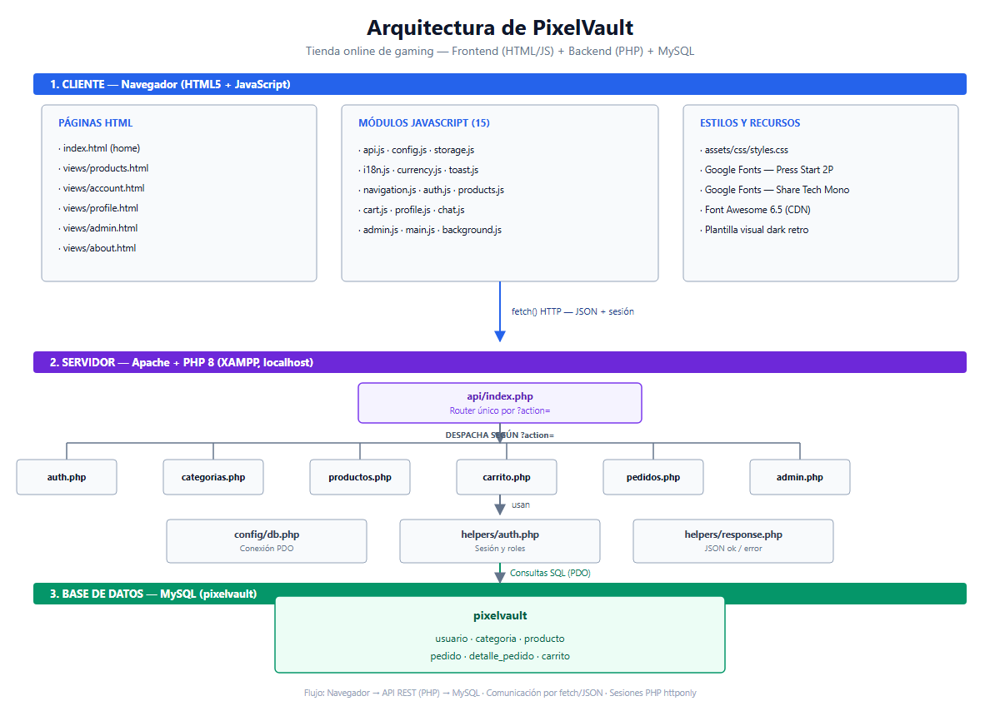 Arquitectura de PixelVault
Tienda online de gaming — Frontend (HTML/JS) + Backend (PHP) + MySQL
1. CLIENTE — Navegador (HTML5 + JavaScript)
PÁGINAS HTML
· index.html (home)
· views/products.html
· views/account.html
· views/profile.html
· views/admin.html
· views/about.html
MÓDULOS JAVASCRIPT (15)
· api.js · config.js · storage.js
· i18n.js · currency.js · toast.js
· navigation.js · auth.js · products.js
· cart.js · profile.js · chat.js
· admin.js · main.js · background.js
ESTILOS Y RECURSOS
· assets/css/styles.css
· Google Fonts — Press Start 2P
· Google Fonts — Share Tech Mono
· Font Awesome 6.5 (CDN)
· Plantilla visual dark retro
fetch() HTTP — JSON + sesión
2. SERVIDOR — Apache + PHP 8 (XAMPP, localhost)
api/index.php
Router único por ?action=
DESPACHA SEGÚN ?action=
auth.php
categorias.php
productos.php
carrito.php
pedidos.php
admin.php
usan
config/db.php
Conexión PDO
helpers/auth.php
Sesión y roles
helpers/response.php
JSON ok / error
Consultas SQL (PDO)
3. BASE DE DATOS — MySQL (pixelvault)
pixelvault
usuario · categoria · producto
pedido · detalle_pedido · carrito
Flujo: Navegador → API REST (PHP) → MySQL · Comunicación por fetch/JSON · Sesiones PHP httponly